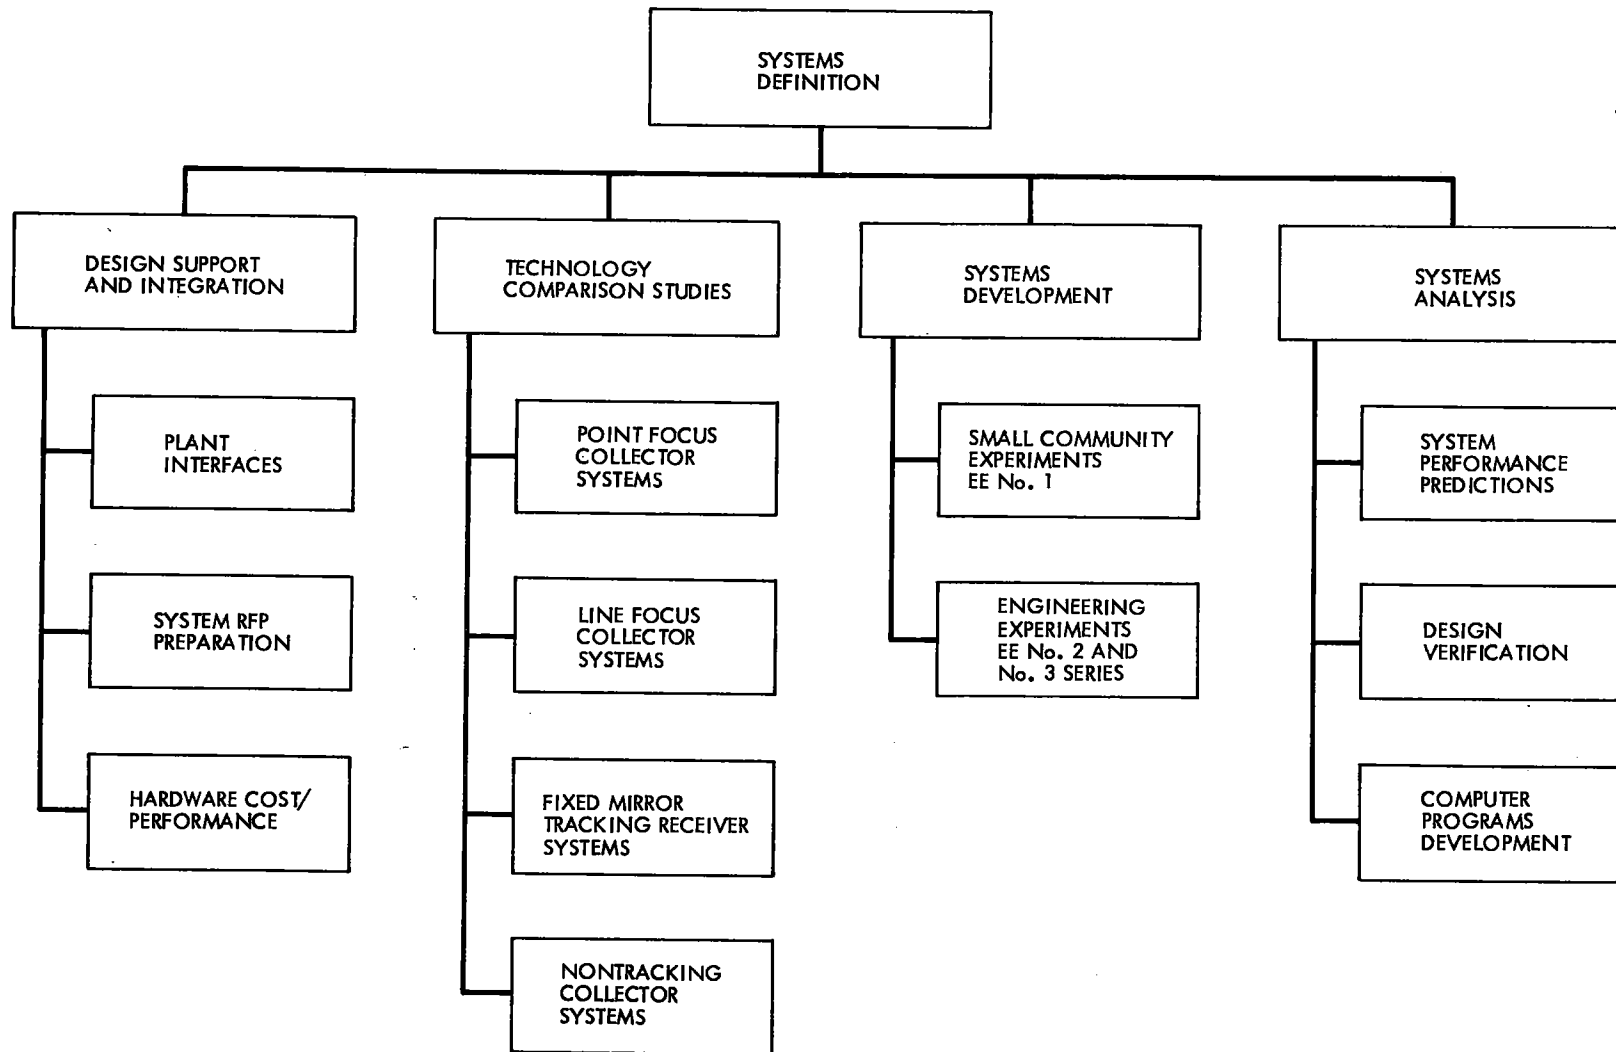 SYSTEMS
DEFINITION
DESIGN SUPPORT
AND INTEGRATION
PLANT
INTERFACES
SYSTEM RFP
PREPARATION
HARDWARE COST/
PERFORMANCE
TECHNOLOGY
COMPARISON STUDIES
POINT FOCUS
COLLECTOR
SYSTEMS
LINE FOCUS
COLLECTOR
SYSTEMS
FIXED MIRROR
TRACKING RECEIVER
SYSTEMS
NONTRACKING
COLLECTOR
SYSTEMS
SYSTEMS
DEVELOPMENT
SMALL COMMUNITY
EXPERIMENTS
EE No. 1
ENGINEERING
EXPERIMENTS
EE No. 2 AND
No. 3 SERIES
SYSTEMS
ANALYSIS
SYSTEM
PERFORMANCE
PREDICTIONS
DESIGN
VERIFICATION
COMPUTER
PROGRAMS
DEVELOPMENT